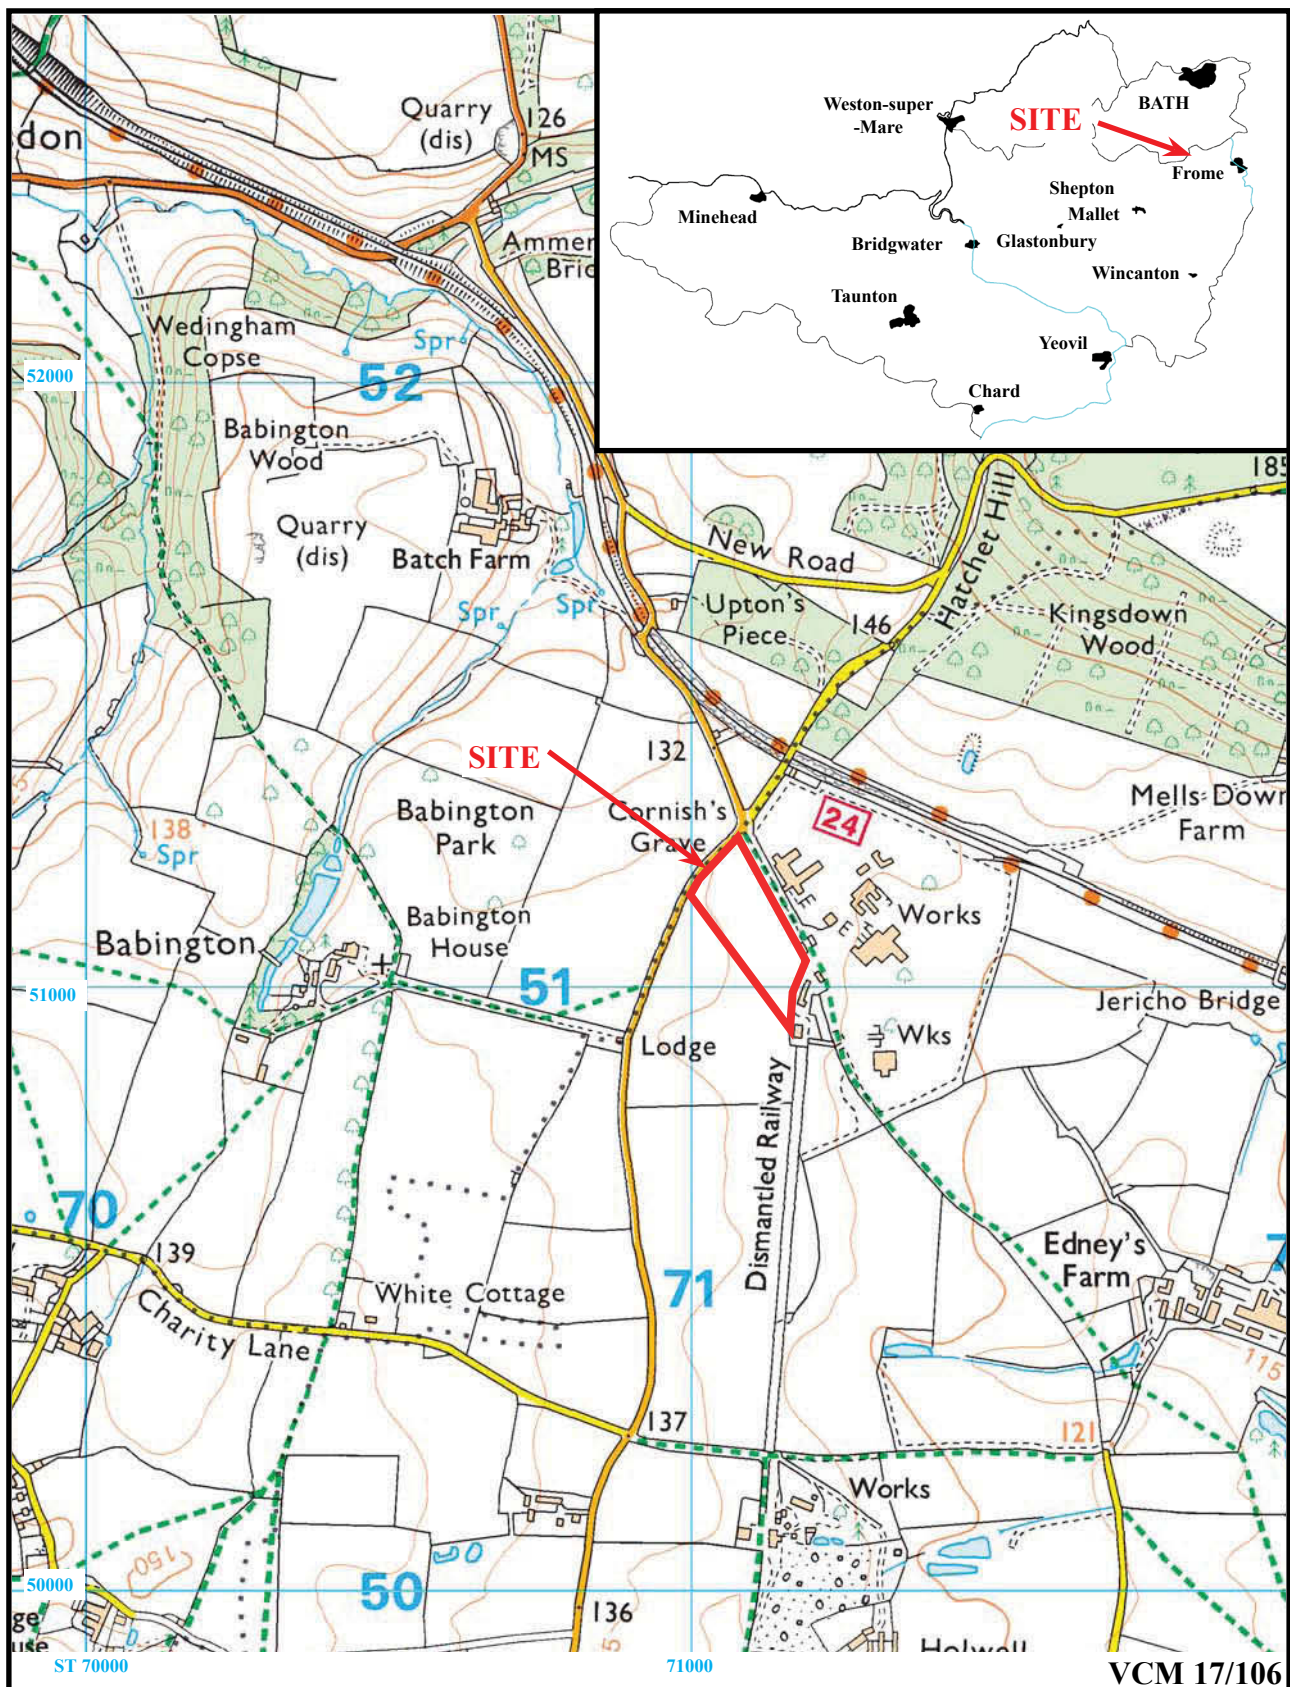 Quarry
(dis)
126
MS
don
Ammer
Bric
Wedingham
Copse
Spr
52000
52
Babington
Wood
Quarry
(dis)
Batch Farm
Spr
Spr
Weston-super
-Mare
BATH
SITE
Frome
Shepton
Mallet
Minehead
Bridgwater
Glastonbury
Wincanton
Taunton
Yeovil
Chard
185
New Road
Hatchet Hill
Upton's
Piece
146
Kingsdown
Wood
132
SITE
Cornish's
Grave
24
Mells Down
Farm
138
Spr
Babington
Park
Babington
House
Babington
Works
51000
51
Jericho Bridge
Lodge
Wks
Dismantled Railway
70
139
Charity Lane
White Cottage
71
Edney's
Farm
7
115
137
121
Works
150
50000
50
136
ge
use
Holwell
ST 70000
71000
VCM 17/106